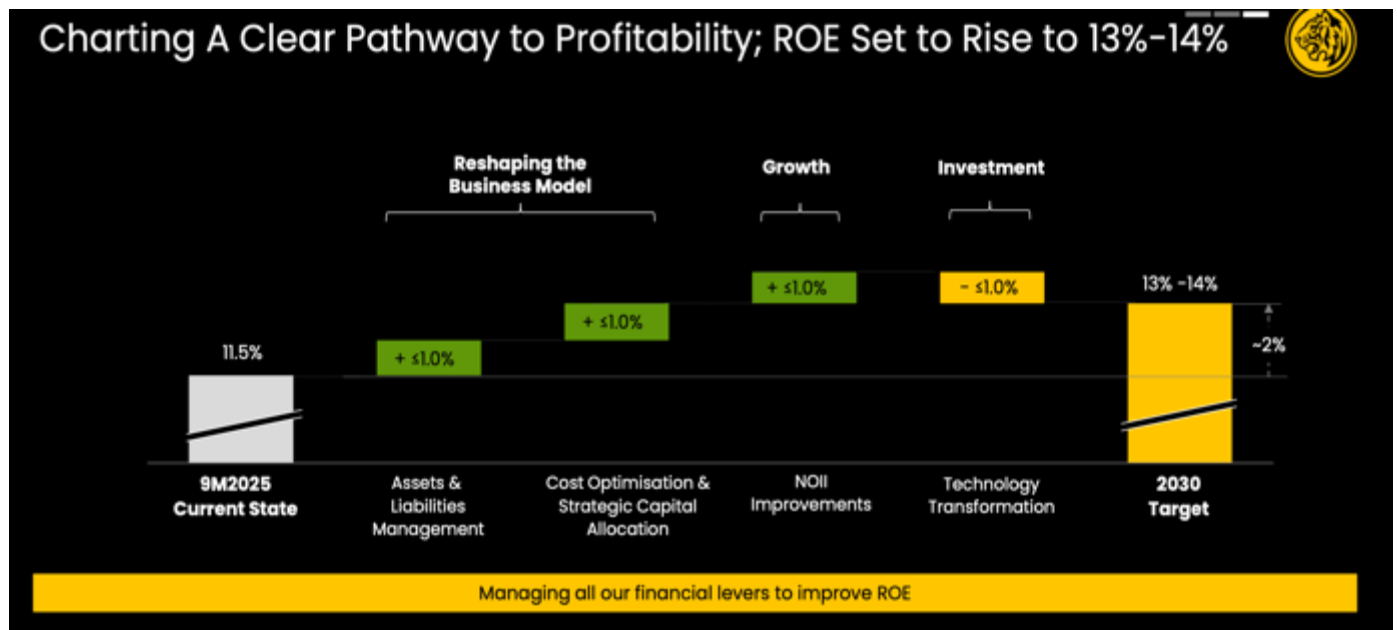 Charting A Clear Pathway to Profitability; ROE Set to Rise to 13%-14%
Reshaping the
Business Model
Growth
Investment
11.5%
+ ≤1.0%
+ ≤1.0%
+ ≤1.0%
- ≤1.0%
13% -14%
~2%
9M2025
Current State
Assets &
Liabilities
Management
Cost Optimisation &
Strategic Capital
Allocation
NOII
Improvements
Technology
Transformation
2030
Target
Managing all our financial levers to improve ROE